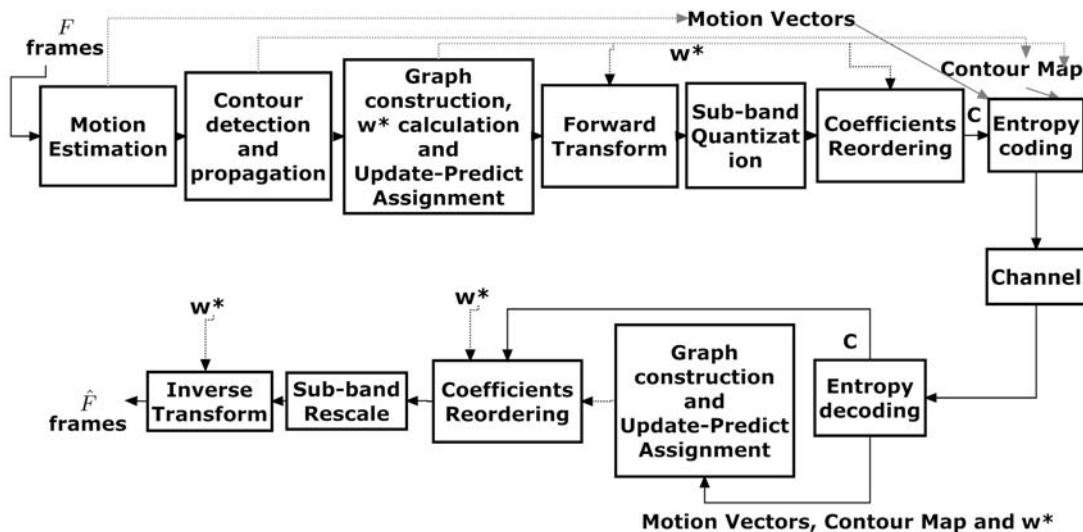 F
frames
Motion Vectors
w*
Contour Map
Motion
Estimation
Contour
detection
and
propagation
Graph
construction,
w* calculation
and
Update-Predict
Assignment
Forward
Transform
Sub-band
Quantizat
ion
Coefficients
Reordering
C
Entropy
coding
Channel
w*
w*
C
F̂
frames
Inverse
Transform
Sub-band
Rescale
Coefficients
Reordering
Graph
construction
and
Update-Predict
Assignment
Entropy
decoding
Motion Vectors, Contour Map and w*